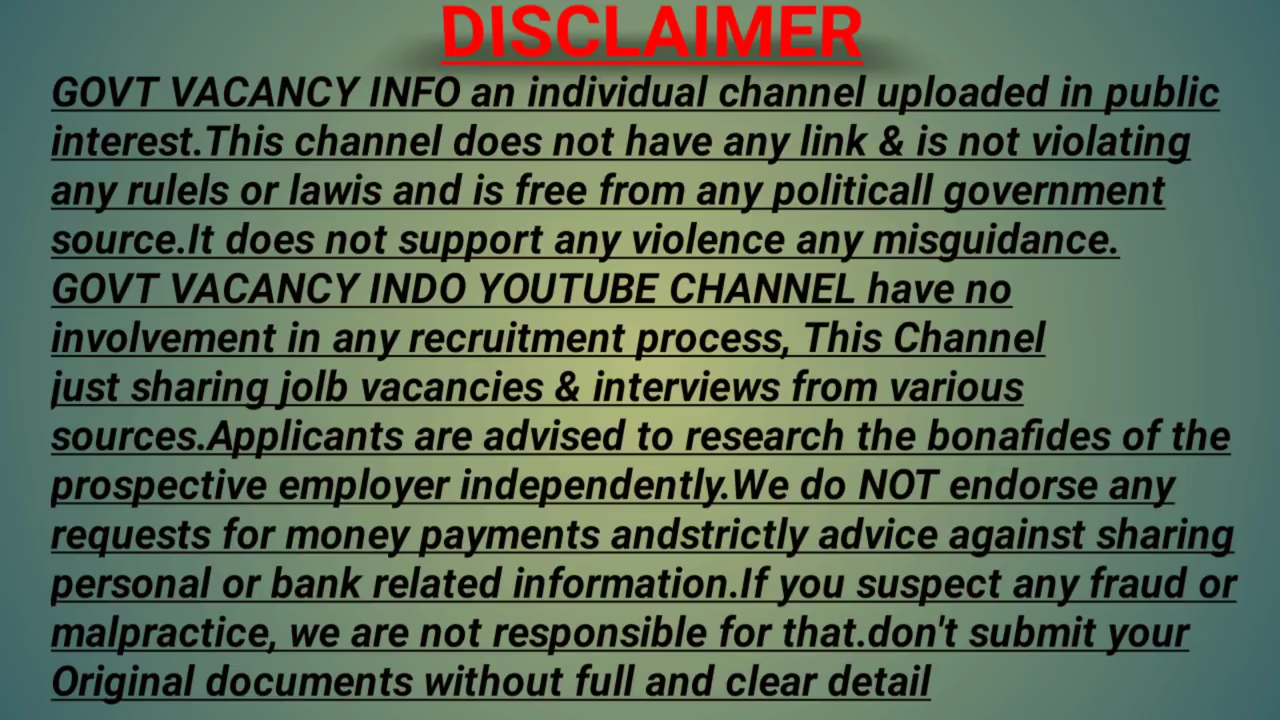 DISCLAIMER
GOVT VACANCY INFO an individual channel uploaded in public
interest.This channel does not have any link & is not violating
any rulels or lawis and is free from any politicall government
source.It does not support any violence any misguidance.
GOVT VACANCY INDO YOUTUBE CHANNEL have no
involvement in any recruitment process, This Channel
just sharing jolb vacancies & interviews from various
sources.Applicants are advised to research the bonafides of the
prospective employer independently.We do NOT endorse any
requests for money payments andstrictly advice against sharing
personal or bank related information.If you suspect any fraud or
malpractice, we are not responsible for that.don't submit your
Original documents without full and clear detail